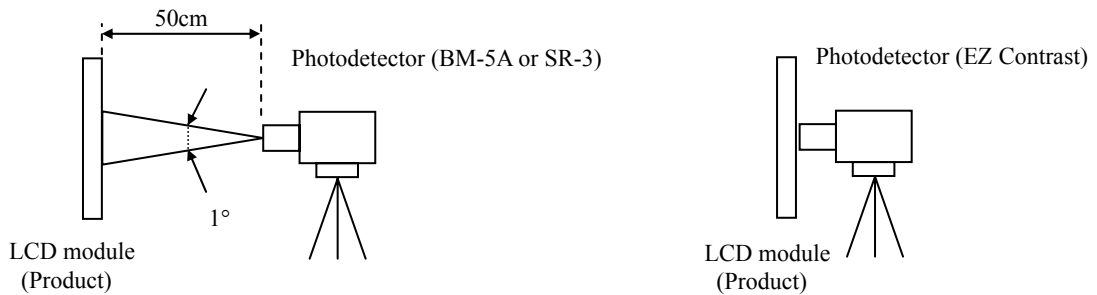 50cm
Photodetector (BM-5A or SR-3)
1°
LCD module
(Product)
Photodetector (EZ Contrast)
LCD module
(Product)